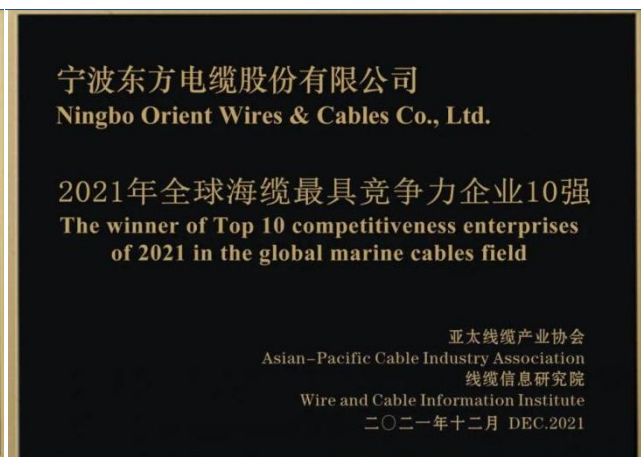 宁波东方电缆股份有限公司
Ningbo Orient Wires & Cables Co., Ltd.
2021年全球海缆最具竞争力企业10强
The winner of Top 10 competitiveness enterprises
of 2021 in the global marine cables field
亚太线缆产业协会
Asian-Pacific Cable Industry Association
线缆信息研究院
Wire and Cable Information Institute
二〇二一年十二月 DEC.2021